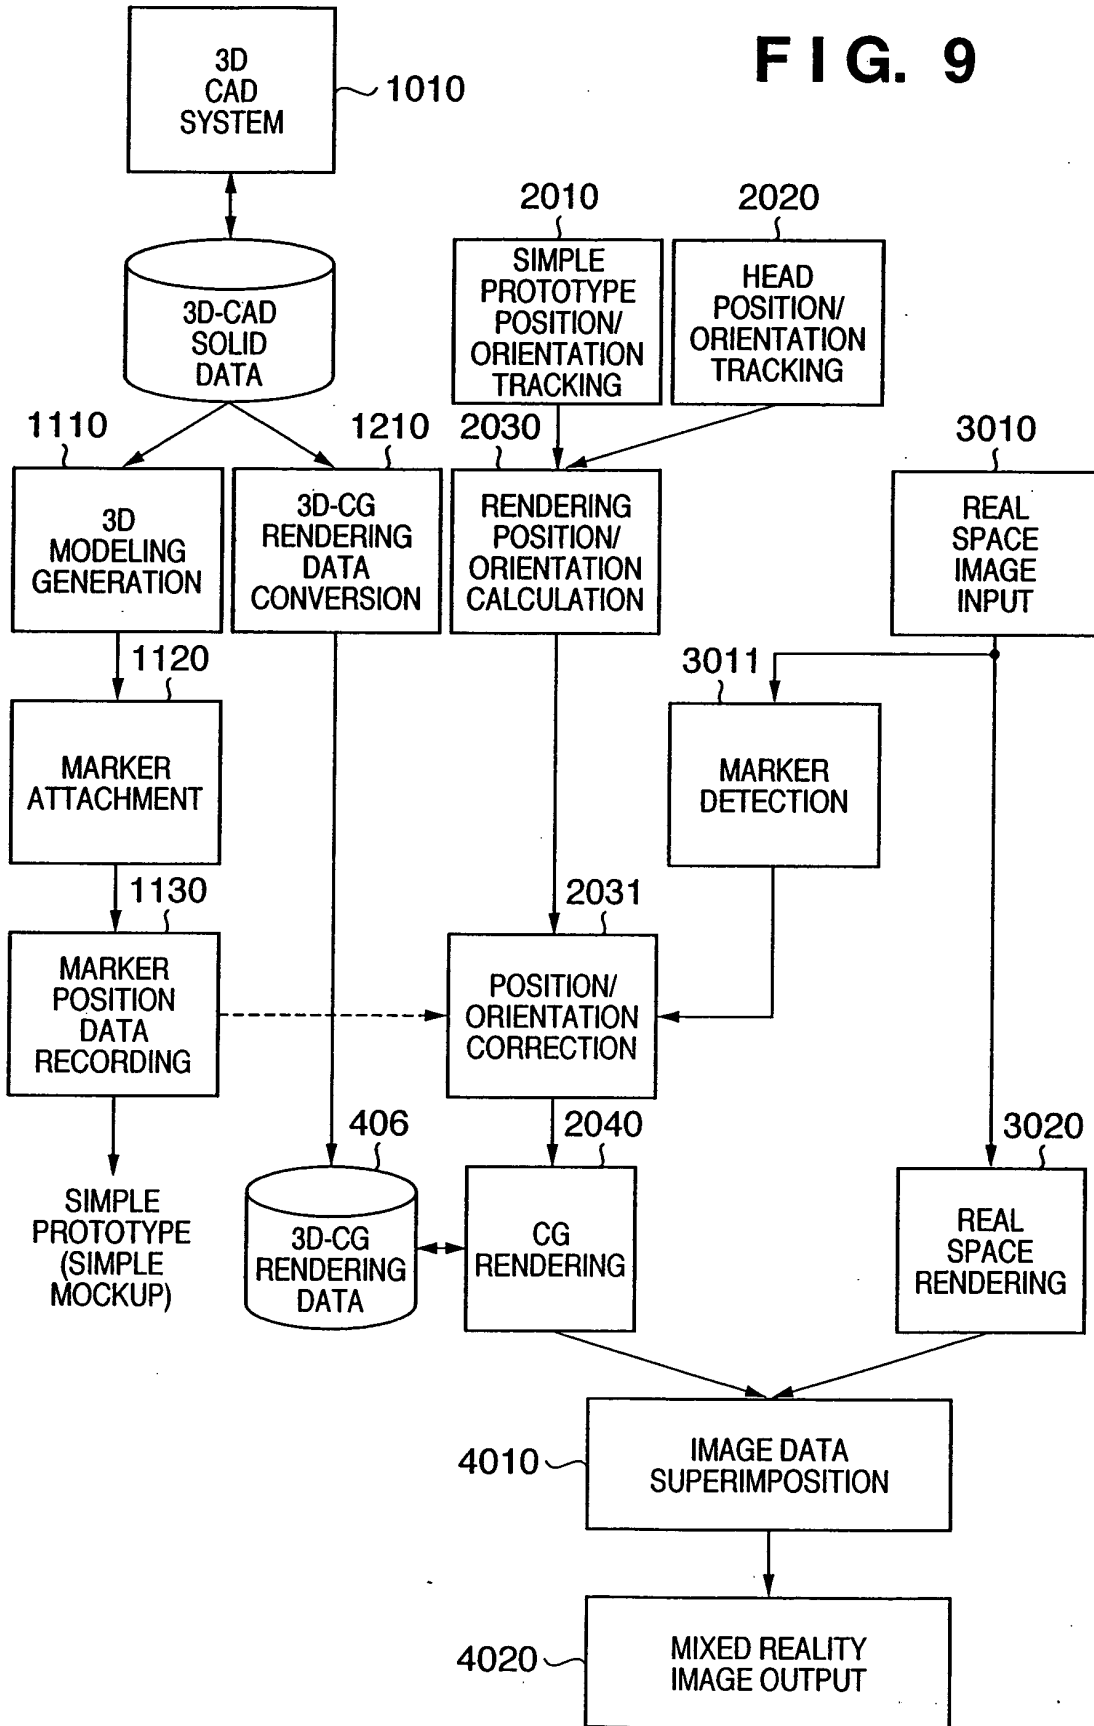 FIG. 9
3D
CAD
SYSTEM
1010
3D-CAD
SOLID
DATA
2010
SIMPLE
PROTOTYPE
POSITION/
ORIENTATION
TRACKING
2020
HEAD
POSITION/
ORIENTATION
TRACKING
1110
3D
MODELING
GENERATION
1210
3D-CG
RENDERING
DATA
CONVERSION
2030
RENDERING
POSITION/
ORIENTATION
CALCULATION
3010
REAL
SPACE
IMAGE
INPUT
1120
MARKER
ATTACHMENT
3011
MARKER
DETECTION
1130
MARKER
POSITION
DATA
RECORDING
2031
POSITION/
ORIENTATION
CORRECTION
SIMPLE
PROTOTYPE
(SIMPLE
MOCKUP)
406
3D-CG
RENDERING
DATA
2040
CG
RENDERING
3020
REAL
SPACE
RENDERING
4010
IMAGE DATA
SUPERIMPOSITION
4020
MIXED REALITY
IMAGE OUTPUT